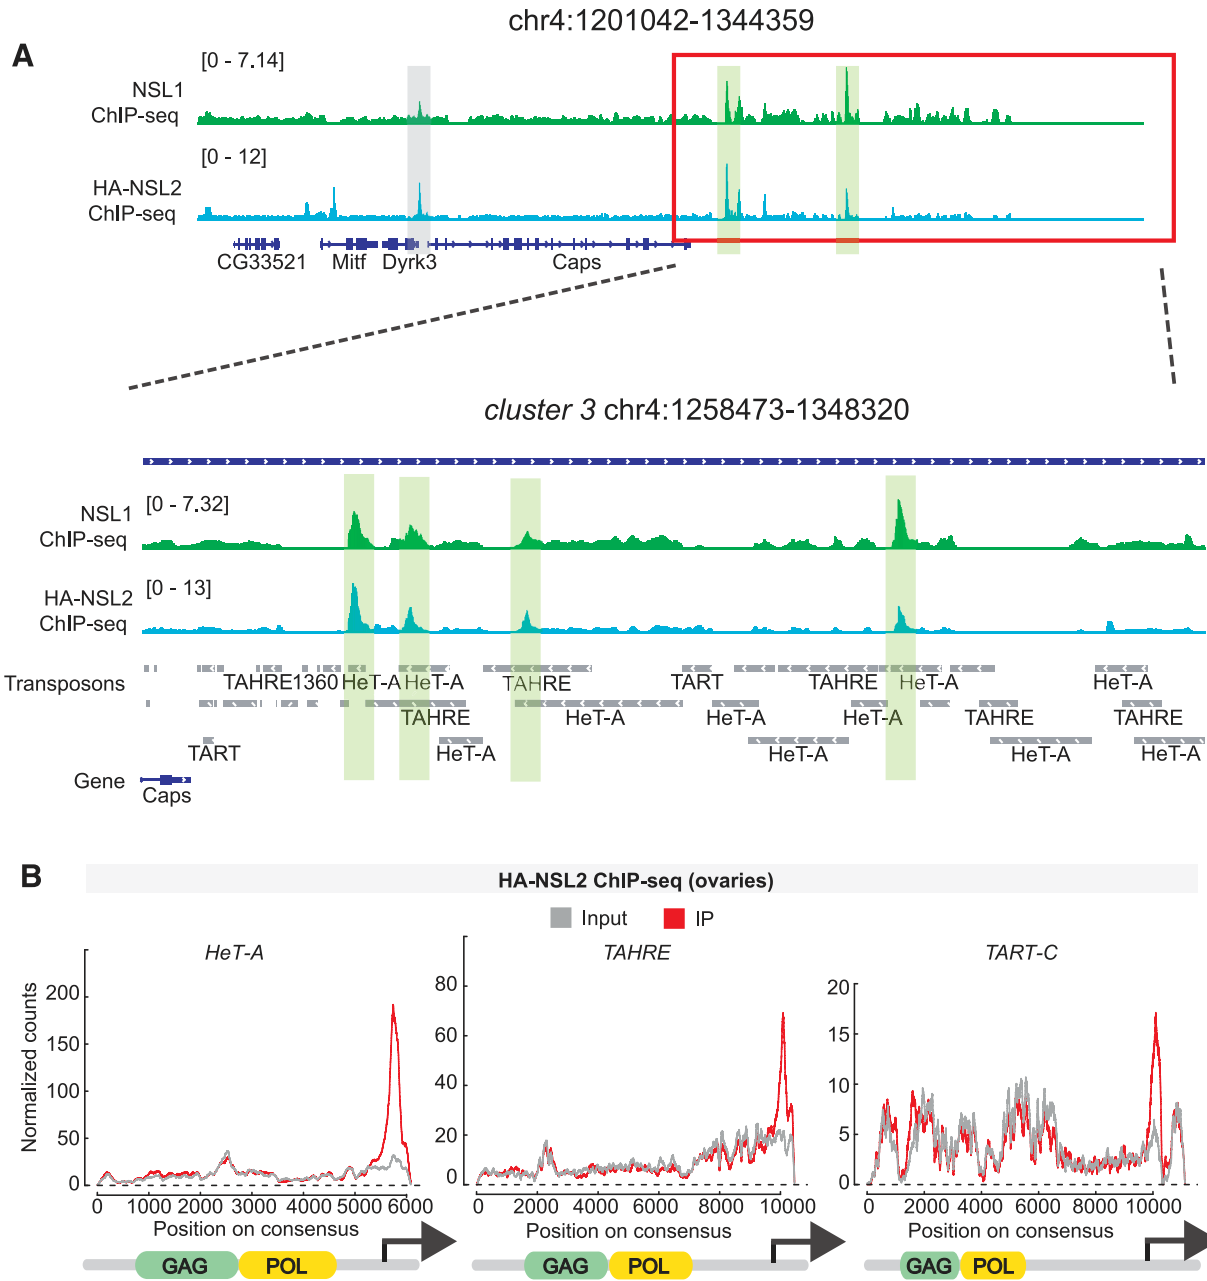 A
chr4:1201042-1344359
[0 - 7.14]
NSL1
ChIP-seq
[0 - 12]
HA-NSL2
ChIP-seq
CG33521 Mitf Dyrk3 Caps
cluster 3 chr4:1258473-1348320
[0 - 7.32]
NSL1
ChIP-seq
[0 - 13]
HA-NSL2
ChIP-seq
Transposons
TAHRE1360 HeT-A HeT-A TAHRE TART TAHRE HeT-A HeT-A
TAHRE HeT-A HeT-A HeT-A TAHRE TAHRE
TART HeT-A HeT-A HeT-A HeT-A
Gene
Caps
B
HA-NSL2 ChIP-seq (ovaries)
Input IP
HeT-A TAHRE TART-C
Normalized counts
200
150
100
50
0
0 1000 2000 3000 4000 5000 6000
Position on consensus
GAG POL
80
60
40
20
0
0 2000 4000 6000 8000 10000
Position on consensus
GAG POL
20
15
10
5
0
0 2000 4000 6000 8000 10000
Position on consensus
GAG POL